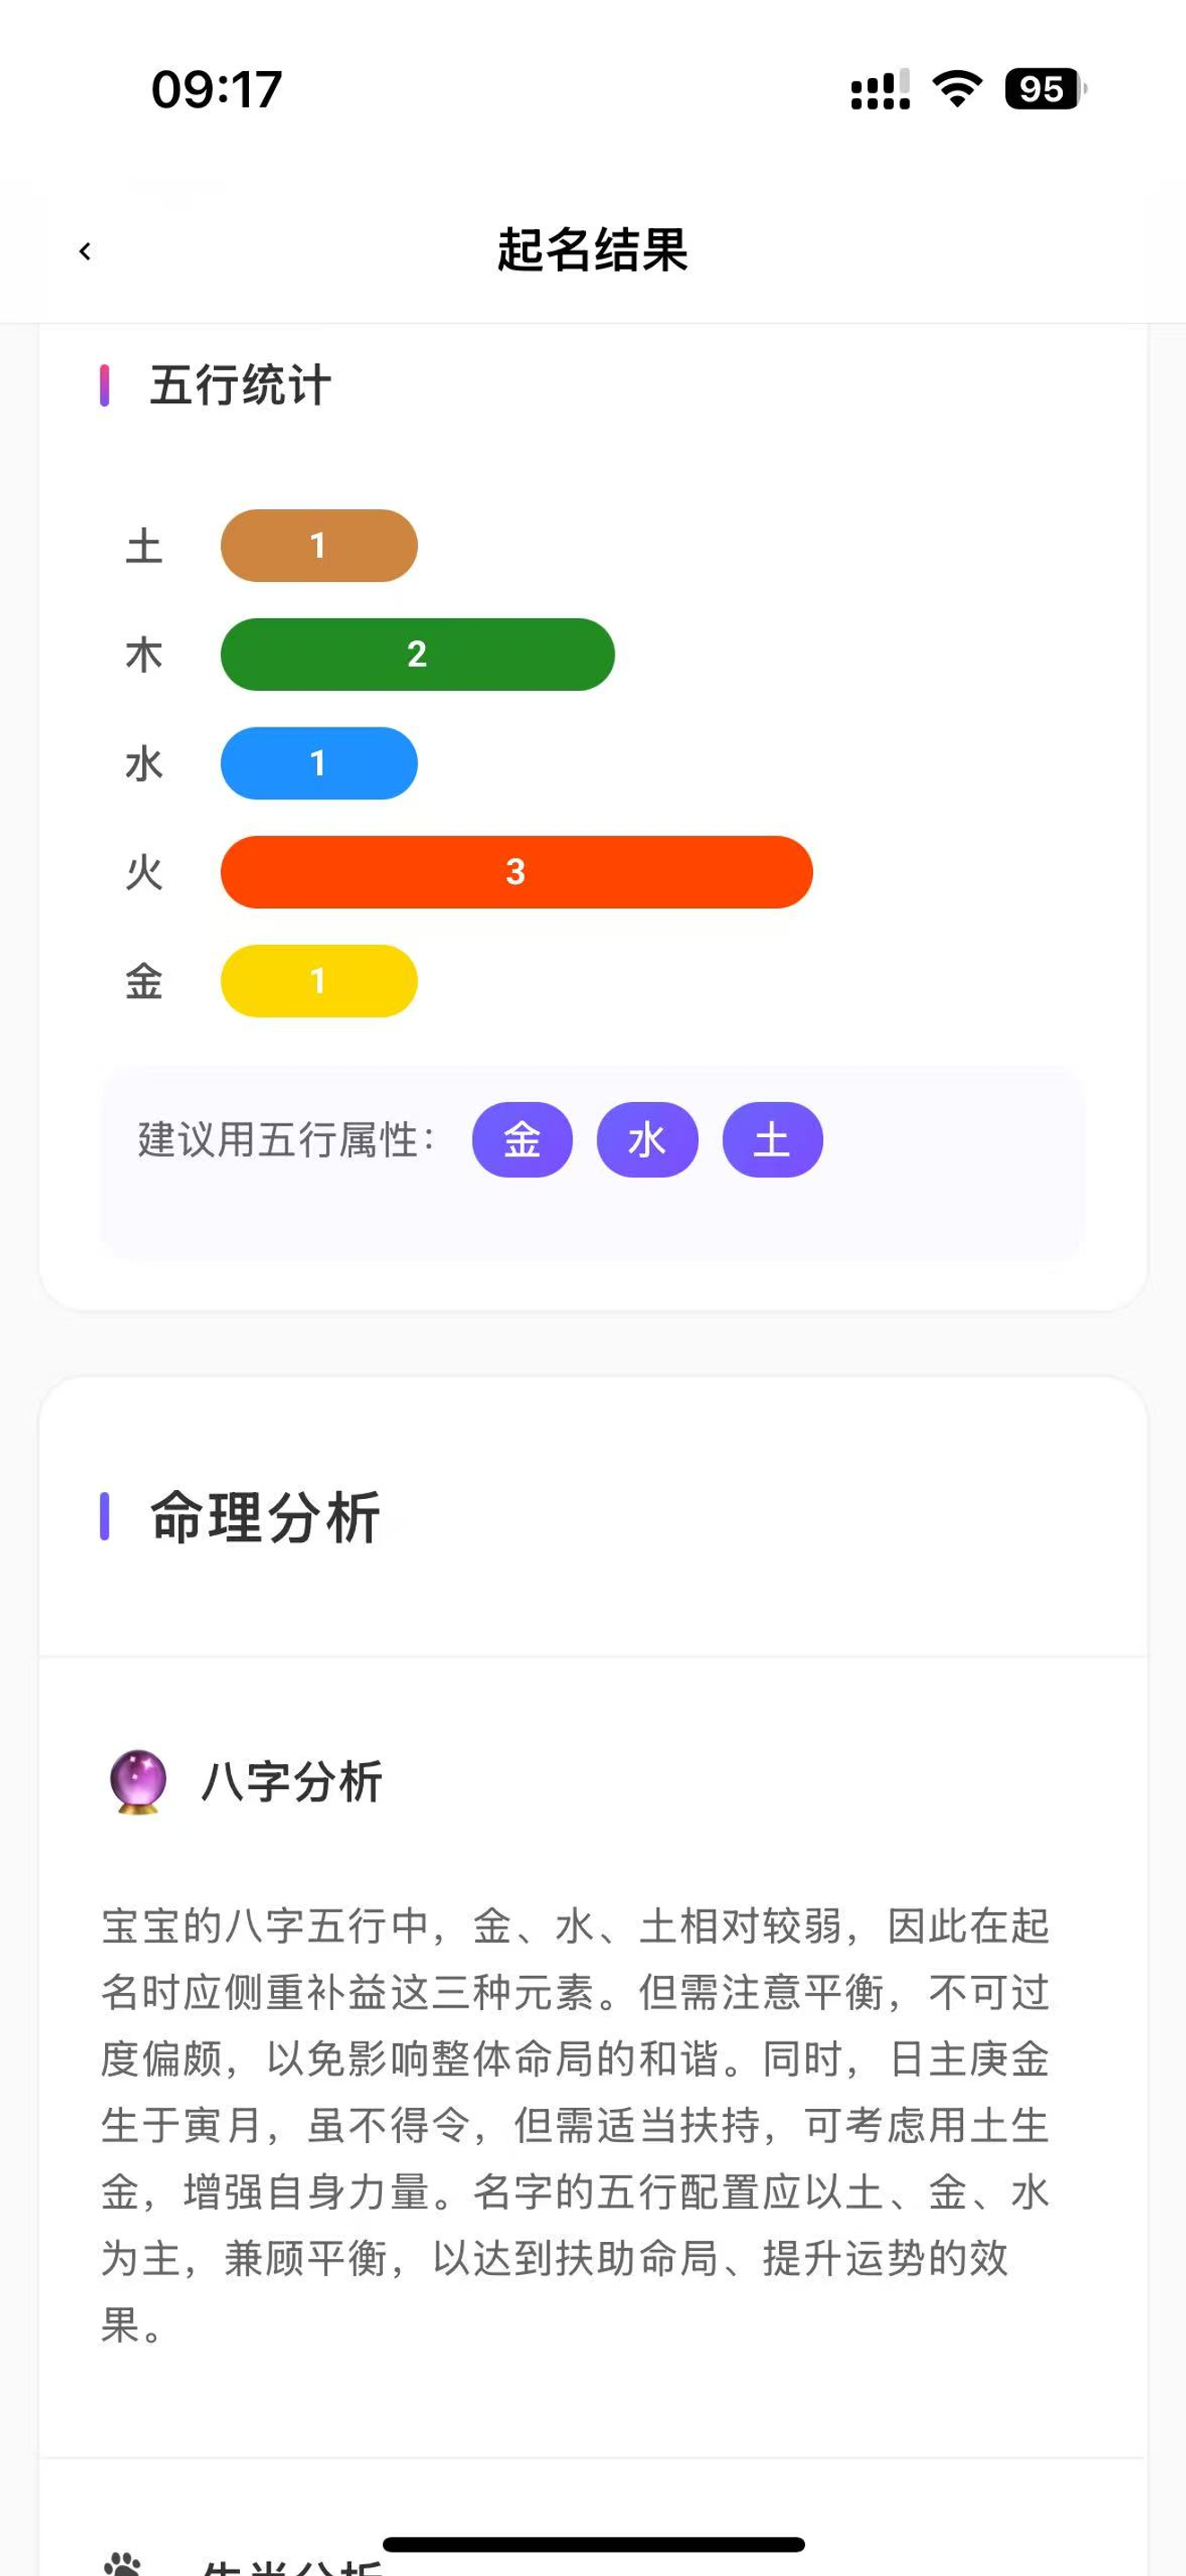 09:17
95
起名结果
五行统计
土 1
木 2
水 1
火 3
金 1
建议用五行属性: 金 水 土
命理分析
八字分析
宝宝的八字五行中，金、水、土相对较弱，因此在起
名时应侧重补益这三种元素。但需注意平衡，不可过
度偏颇，以免影响整体命局的和谐。同时，日主庚金
生于寅月，虽不得令，但需适当扶持，可考虑用土生
金，增强自身力量。名字的五行配置应以土、金、水
为主，兼顾平衡，以达到扶助命局、提升运势的效
果。
生肖分析